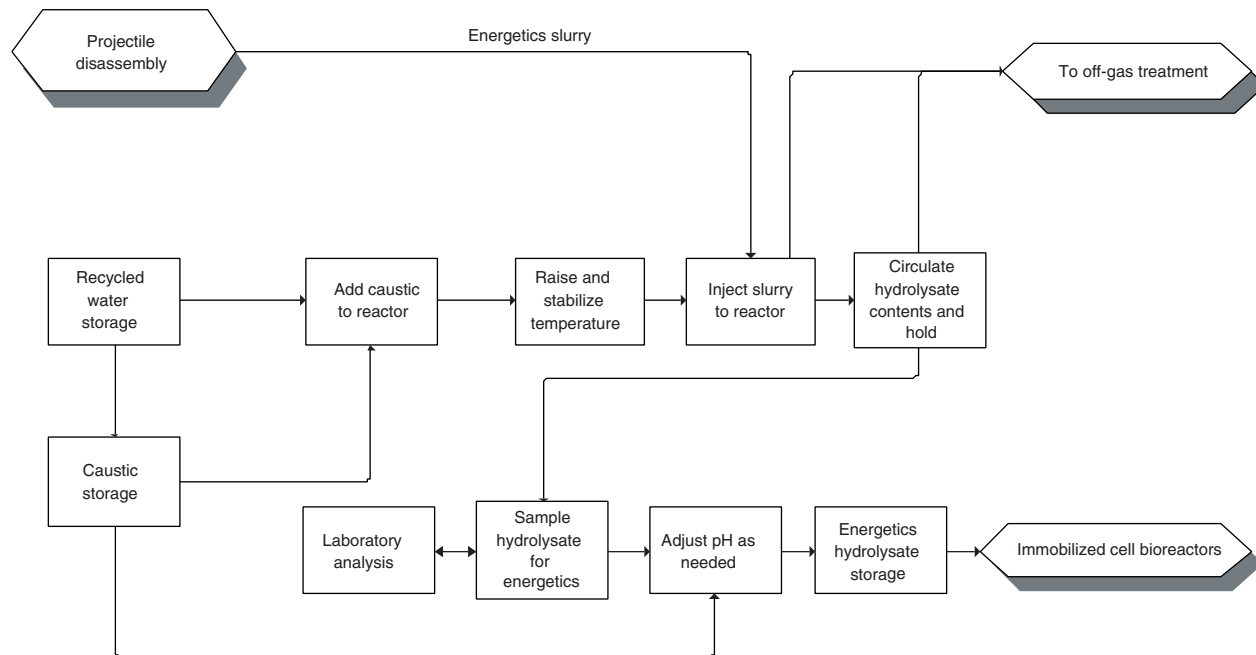 Projectile
disassembly
Energetics slurry
To off-gas treatment
Recycled
water
storage
Add caustic
to reactor
Raise and
stabilize
temperature
Inject slurry
to reactor
Circulate
hydrolysate
contents and
hold
Caustic
storage
Laboratory
analysis
Sample
hydrolysate
for
energetics
Adjust pH as
needed
Energetics
hydrolysate
storage
Immobilized cell bioreactors